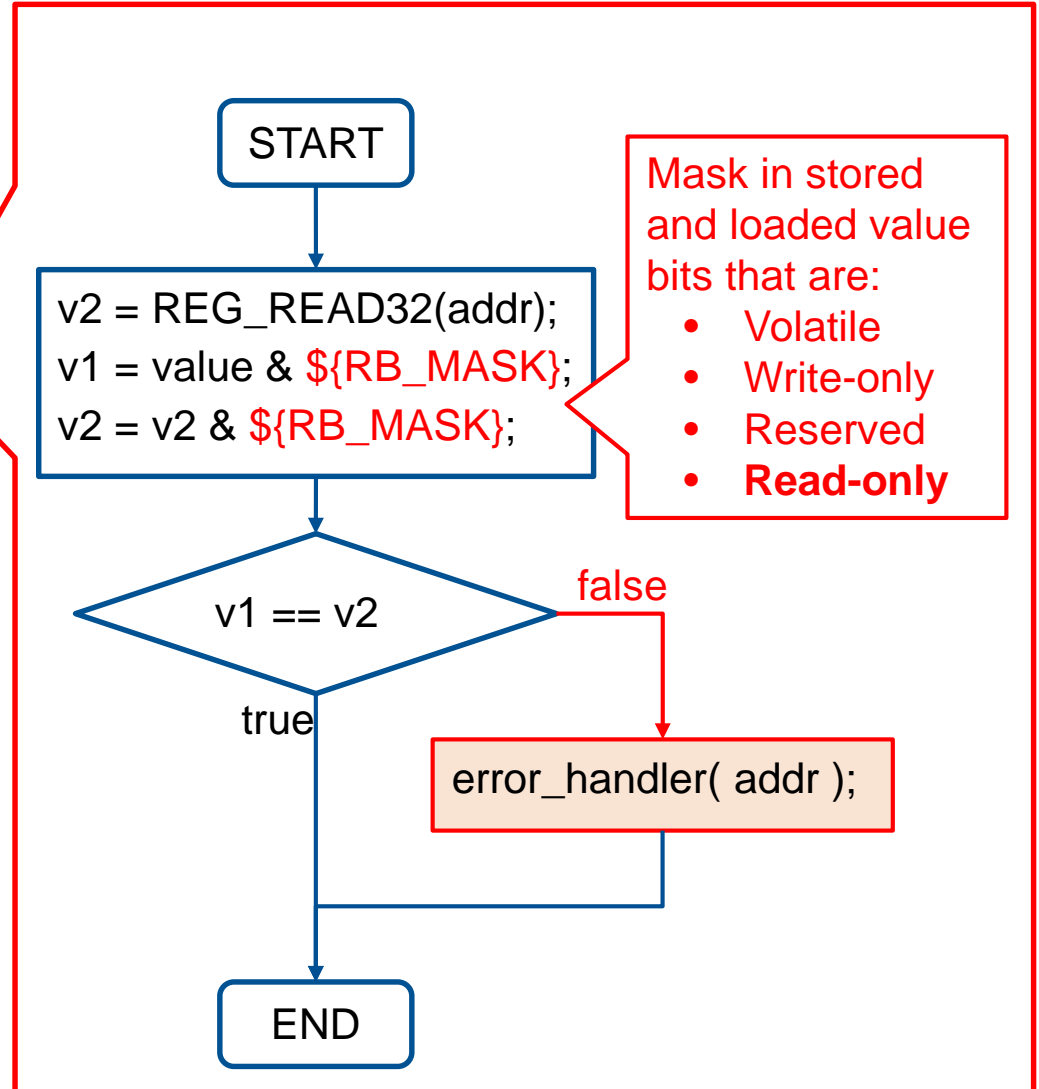 START
v2 = REG_READ32(addr);
v1 = value & ${RB_MASK};
v2 = v2 & ${RB_MASK};
Mask in stored
and loaded value
bits that are:
• Volatile
• Write-only
• Reserved
• Read-only
v1 == v2
false
true
error_handler( addr );
END